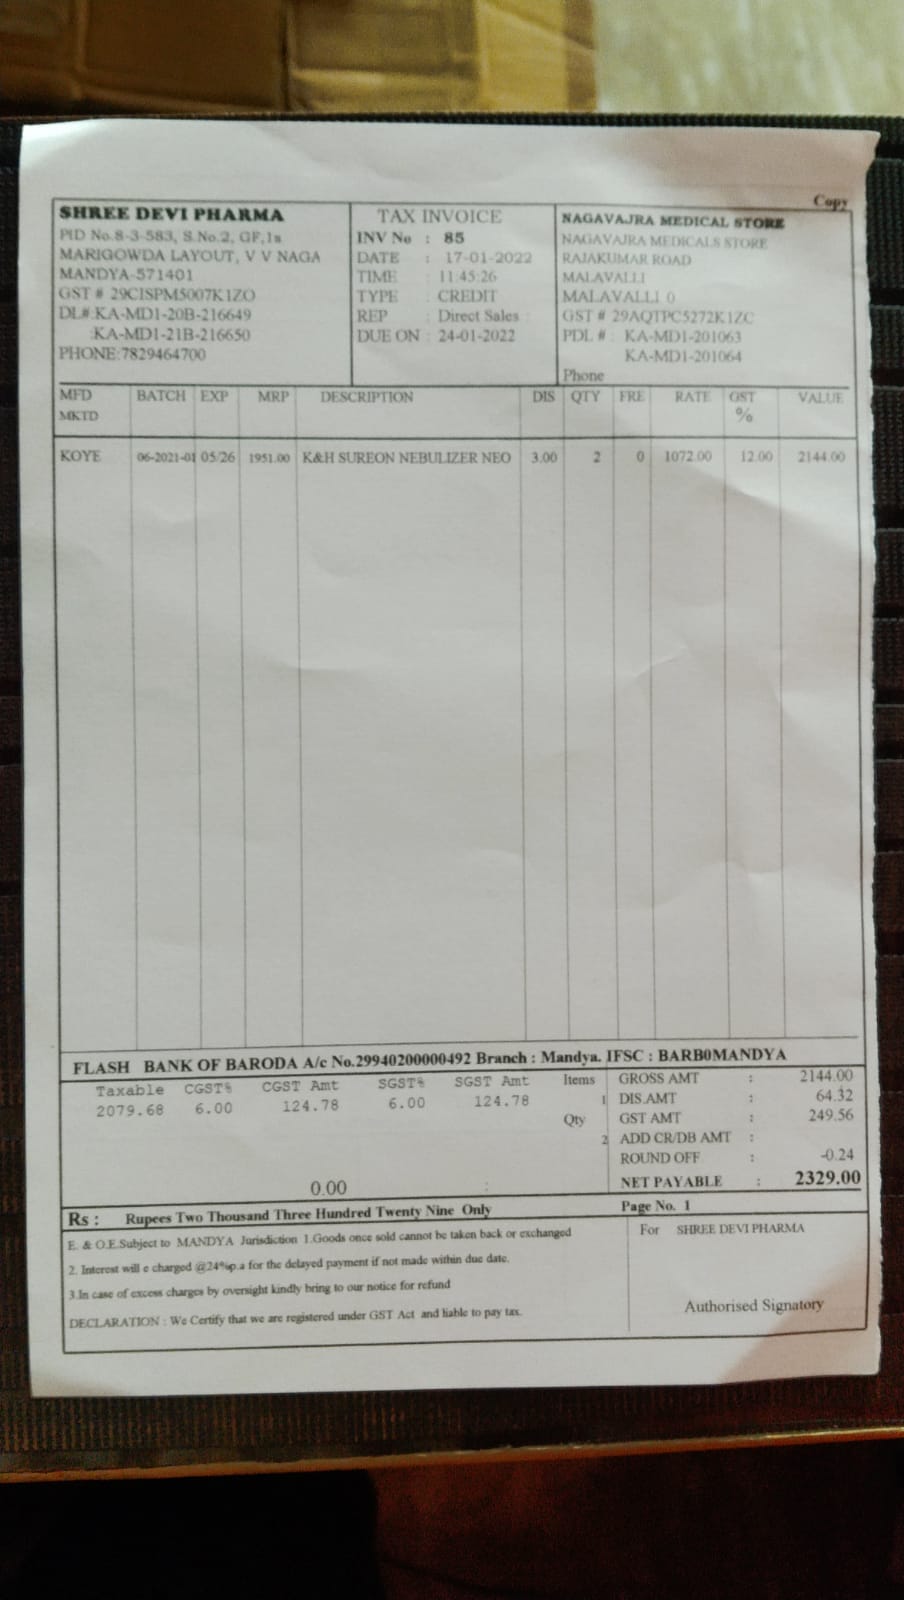 Copy
SHREE DEVI PHARMA
PID No.8-3-583, S.No.2, GF,1s
MARIGOWDA LAYOUT, V V NAGA
MANDYA-571401
GST # 29CISPM5007K1ZO
DL#:KA-MD1-20B-216649
:KA-MD1-21B-216650
PHONE:7829464700
TAX INVOICE
INV No : 85
DATE : 17-01-2022
TIME : 11:45:26
TYPE : CREDIT
REP : Direct Sales :
DUE ON : 24-01-2022
NAGAVAJRA MEDICAL STORE
NAGAVAJRA MEDICALS STORE
RAJAKUMAR ROAD
MALAVALLI
MALAVALLI 0
GST # 29AQTPC5272K1ZC
PDL # : KA-MD1-201063
KA-MD1-201064
Phone
MFD BATCH EXP MRP DESCRIPTION DIS QTY FRE RATE GST VALUE
MKTD %
KOYE 06-2021-01 05/26 1951.00 K&H SUREON NEBULIZER NEO 3.00 2 0 1072.00 12.00 2144.00
FLASH BANK OF BARODA A/c No.29940200000492 Branch : Mandya. IFSC : BARB0MANDYA
Taxable CGST% CGST Amt SGST% SGST Amt
2079.68 6.00 124.78 6.00 124.78
0.00 :
Items
1
Qty
2
GROSS AMT : 2144.00
DIS.AMT : 64.32
GST AMT : 249.56
ADD CR/DB AMT :
ROUND OFF : -0.24
NET PAYABLE : 2329.00
Rs : Rupees Two Thousand Three Hundred Twenty Nine Only
Page No. 1
E. & O.E.Subject to MANDYA Jurisdiction 1.Goods once sold cannot be taken back or exchanged
2. Interest will e charged @24%p.a for the delayed payment if not made within due date.
3.In case of excess charges by oversight kindly bring to our notice for refund
DECLARATION : We Certify that we are registered under GST Act and liable to pay tax.
For SHREE DEVI PHARMA
Authorised Signatory